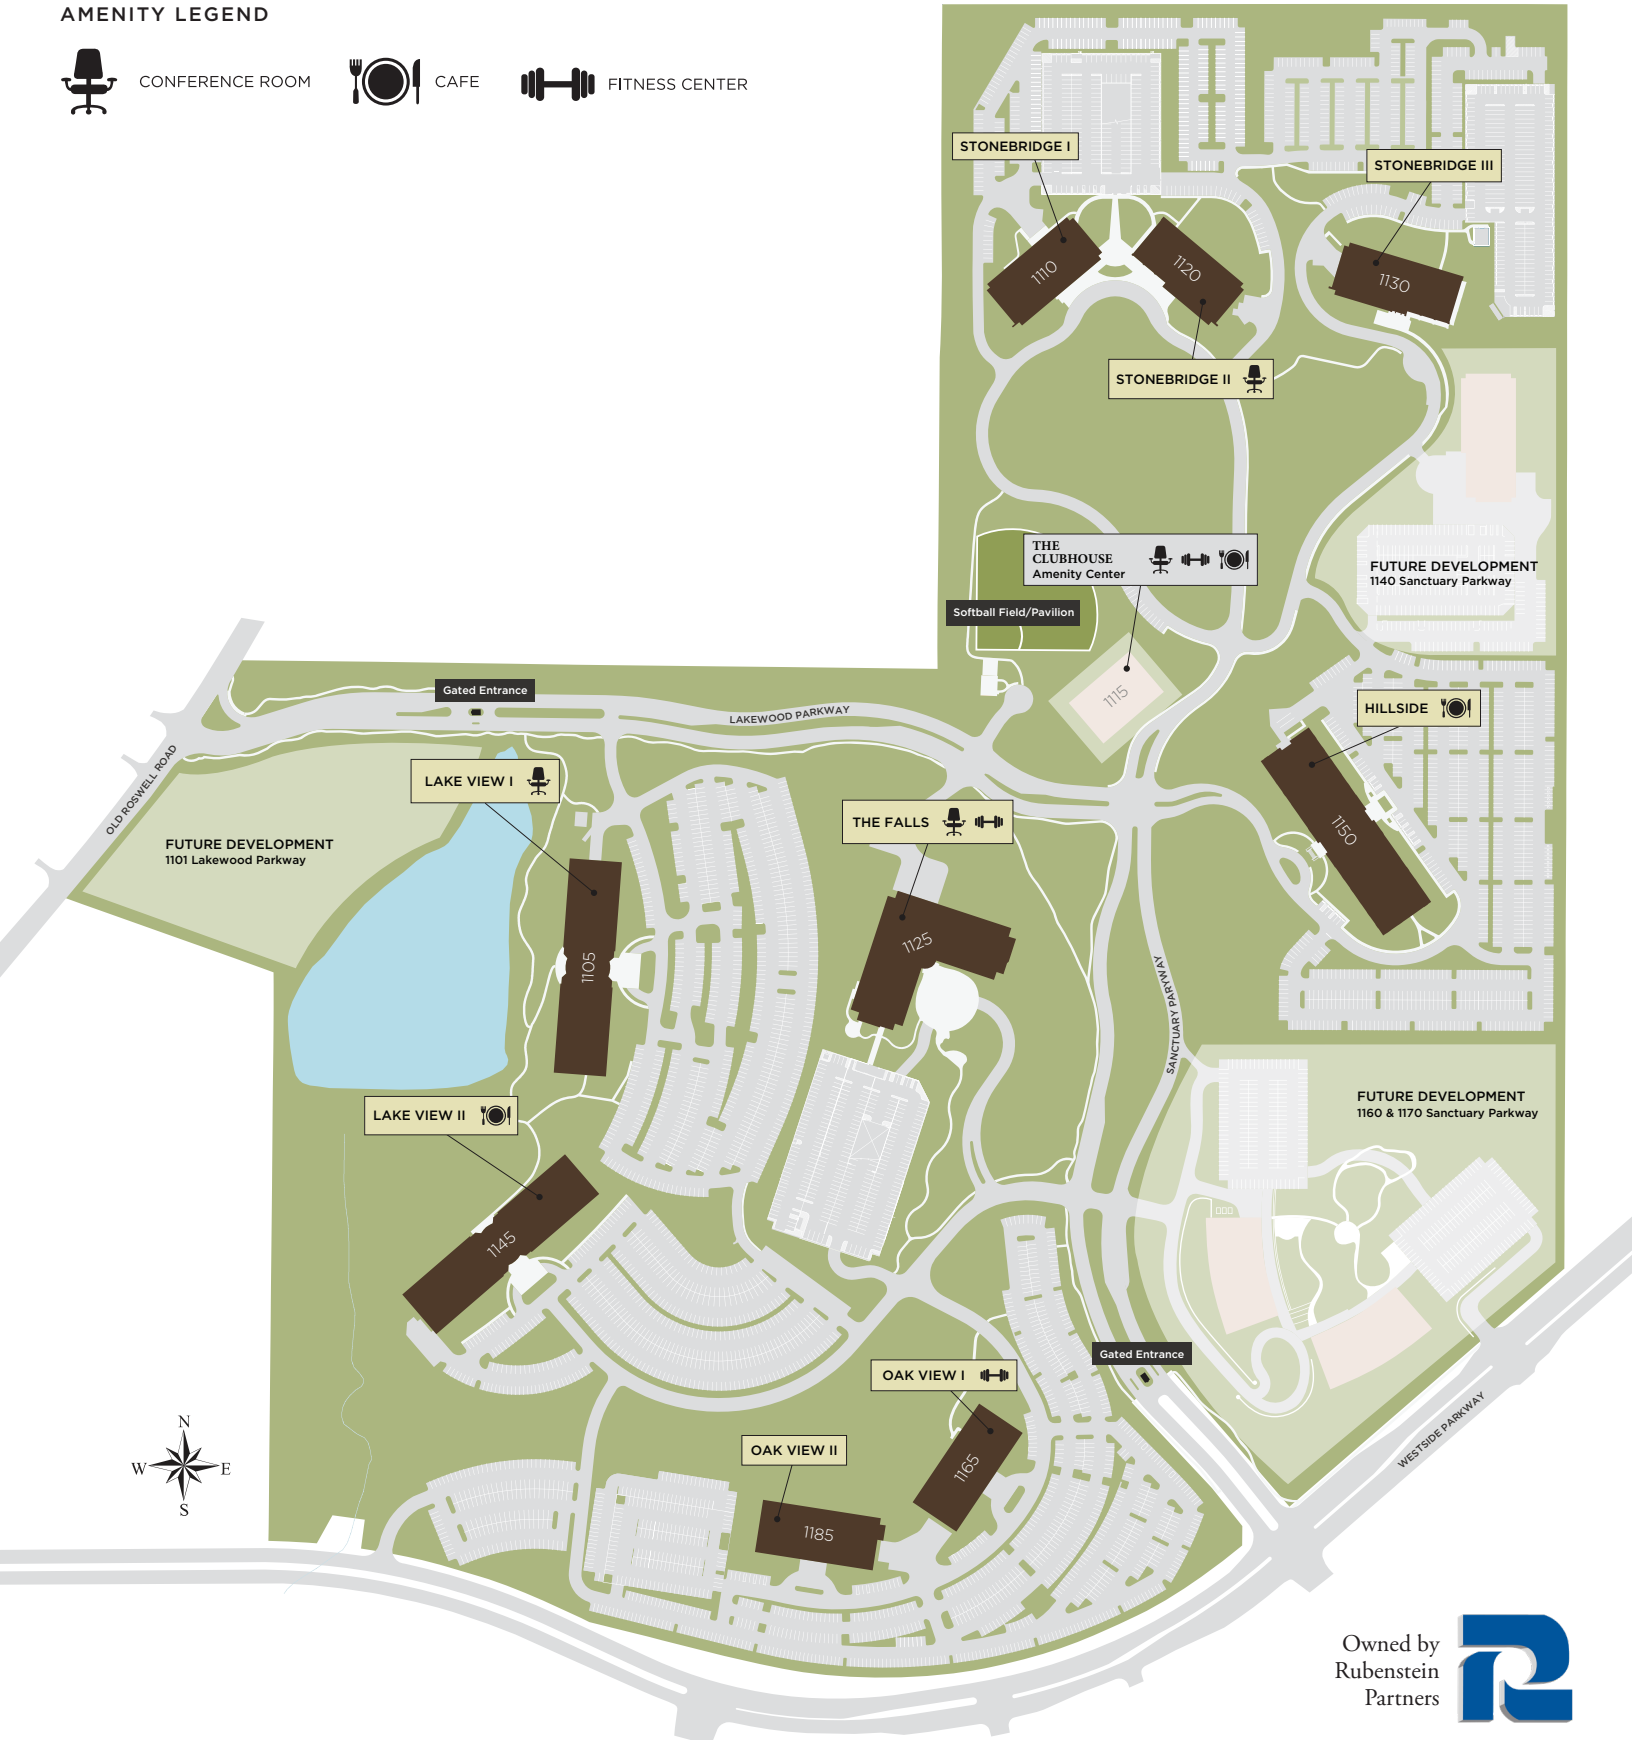 AMENITY LEGEND
CONFERENCE ROOM
CAFE
FITNESS CENTER
STONEBRIDGE I
STONEBRIDGE III
1110
1120
1130
STONEBRIDGE II
THE
CLUBHOUSE
Amenity Center
FUTURE DEVELOPMENT
1140 Sanctuary Parkway
Softball Field/Pavilion
1115
Gated Entrance
LAKEWOOD PARKWAY
HILLSIDE
OLD ROSWELL ROAD
LAKE VIEW I
THE FALLS
1150
FUTURE DEVELOPMENT
1101 Lakewood Parkway
1125
1105
SANCTUARY PARYWAY
LAKE VIEW II
FUTURE DEVELOPMENT
1160 & 1170 Sanctuary Parkway
1145
Gated Entrance
OAK VIEW I
WESTSIDE PARKWAY
N
W
E
S
OAK VIEW II
1165
1185
Owned by
Rubenstein
Partners